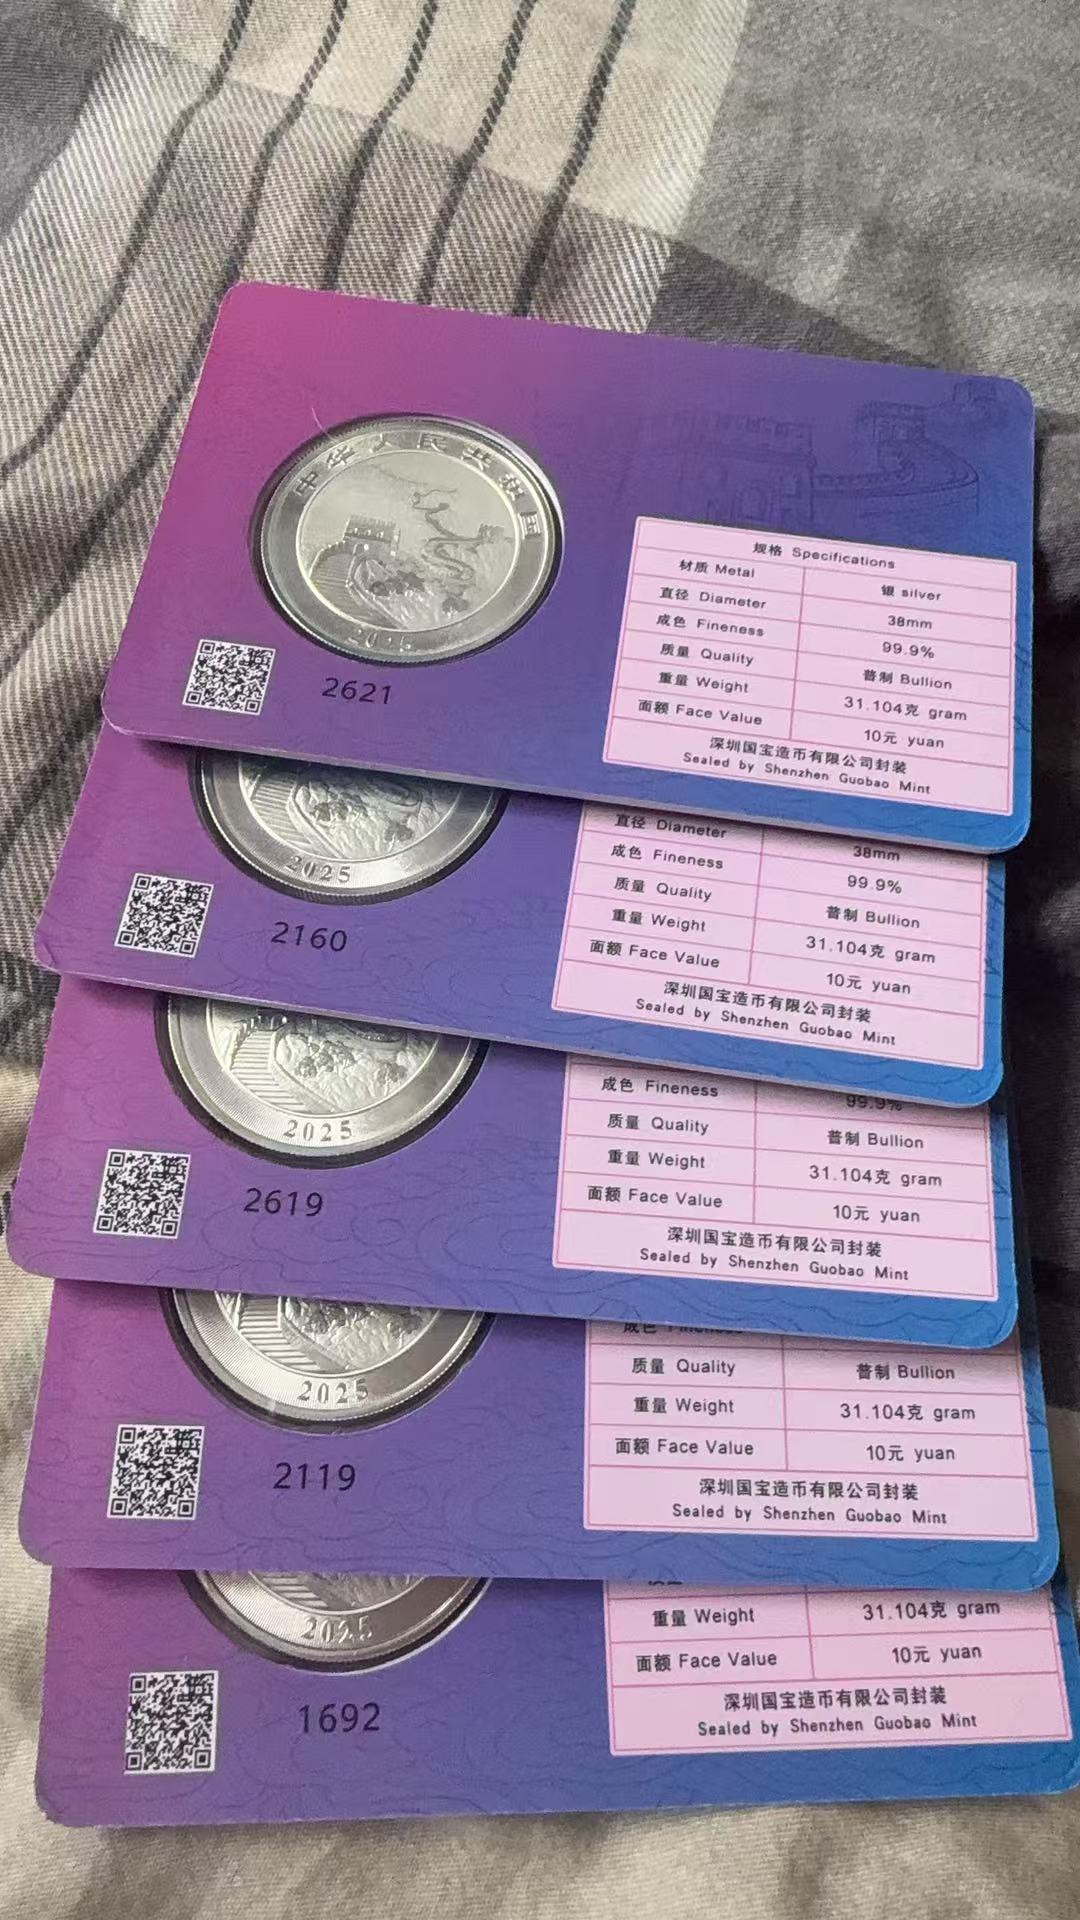 中华人民共和国
2025
2621
规格 Specifications
材质 Metal 银 silver
直径 Diameter 38mm
成色 Fineness 99.9%
质量 Quality 普制 Bullion
重量 Weight 31.104克 gram
面额 Face Value 10元 yuan
深圳国宝造币有限公司封装
Sealed by Shenzhen Guobao Mint
2025
2160
直径 Diameter 38mm
成色 Fineness 99.9%
质量 Quality 普制 Bullion
重量 Weight 31.104克 gram
面额 Face Value 10元 yuan
深圳国宝造币有限公司封装
Sealed by Shenzhen Guobao Mint
2025
2619
成色 Fineness 99.9%
质量 Quality 普制 Bullion
重量 Weight 31.104克 gram
面额 Face Value 10元 yuan
深圳国宝造币有限公司封装
Sealed by Shenzhen Guobao Mint
2025
2119
成色 Fineness
质量 Quality 普制 Bullion
重量 Weight 31.104克 gram
面额 Face Value 10元 yuan
深圳国宝造币有限公司封装
Sealed by Shenzhen Guobao Mint
2025
1692
重量 Weight 31.104克 gram
面额 Face Value 10元 yuan
深圳国宝造币有限公司封装
Sealed by Shenzhen Guobao Mint